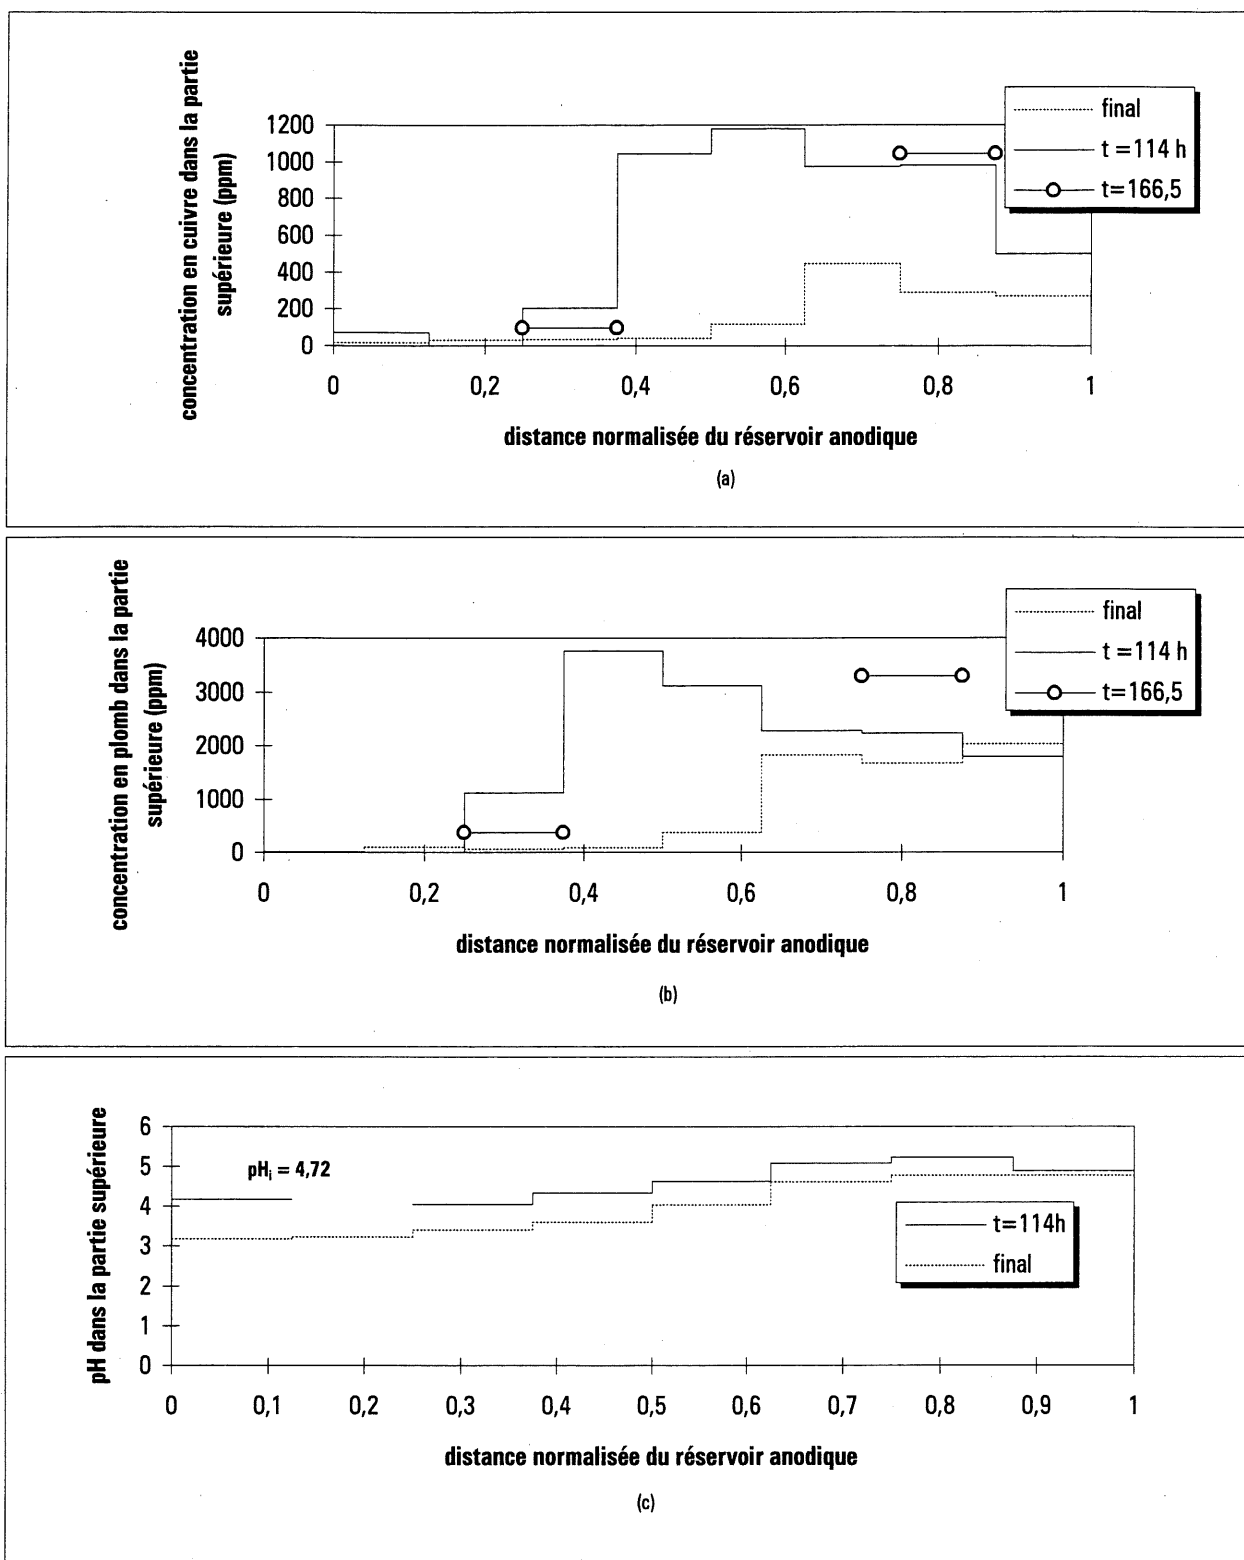 concentration en cuivre dans la partie
supérieure (ppm)
1200
1000
800
600
400
200
0
0
0,2
0,4
0,6
0,8
1
final
t =114 h
t=166,5
distance normalisée du réservoir anodique
(a)
concentration en plomb dans la partie
supérieure (ppm)
4000
3000
2000
1000
0
0
0,2
0,4
0,6
0,8
1
final
t =114 h
t=166,5
distance normalisée du réservoir anodique
(b)
pH dans la partie supérieure
6
5
4
3
2
1
0
pHᵢ = 4,72
t=114h
final
0
0,1
0,2
0,3
0,4
0,5
0,6
0,7
0,8
0,9
1
distance normalisée du réservoir anodique
(c)